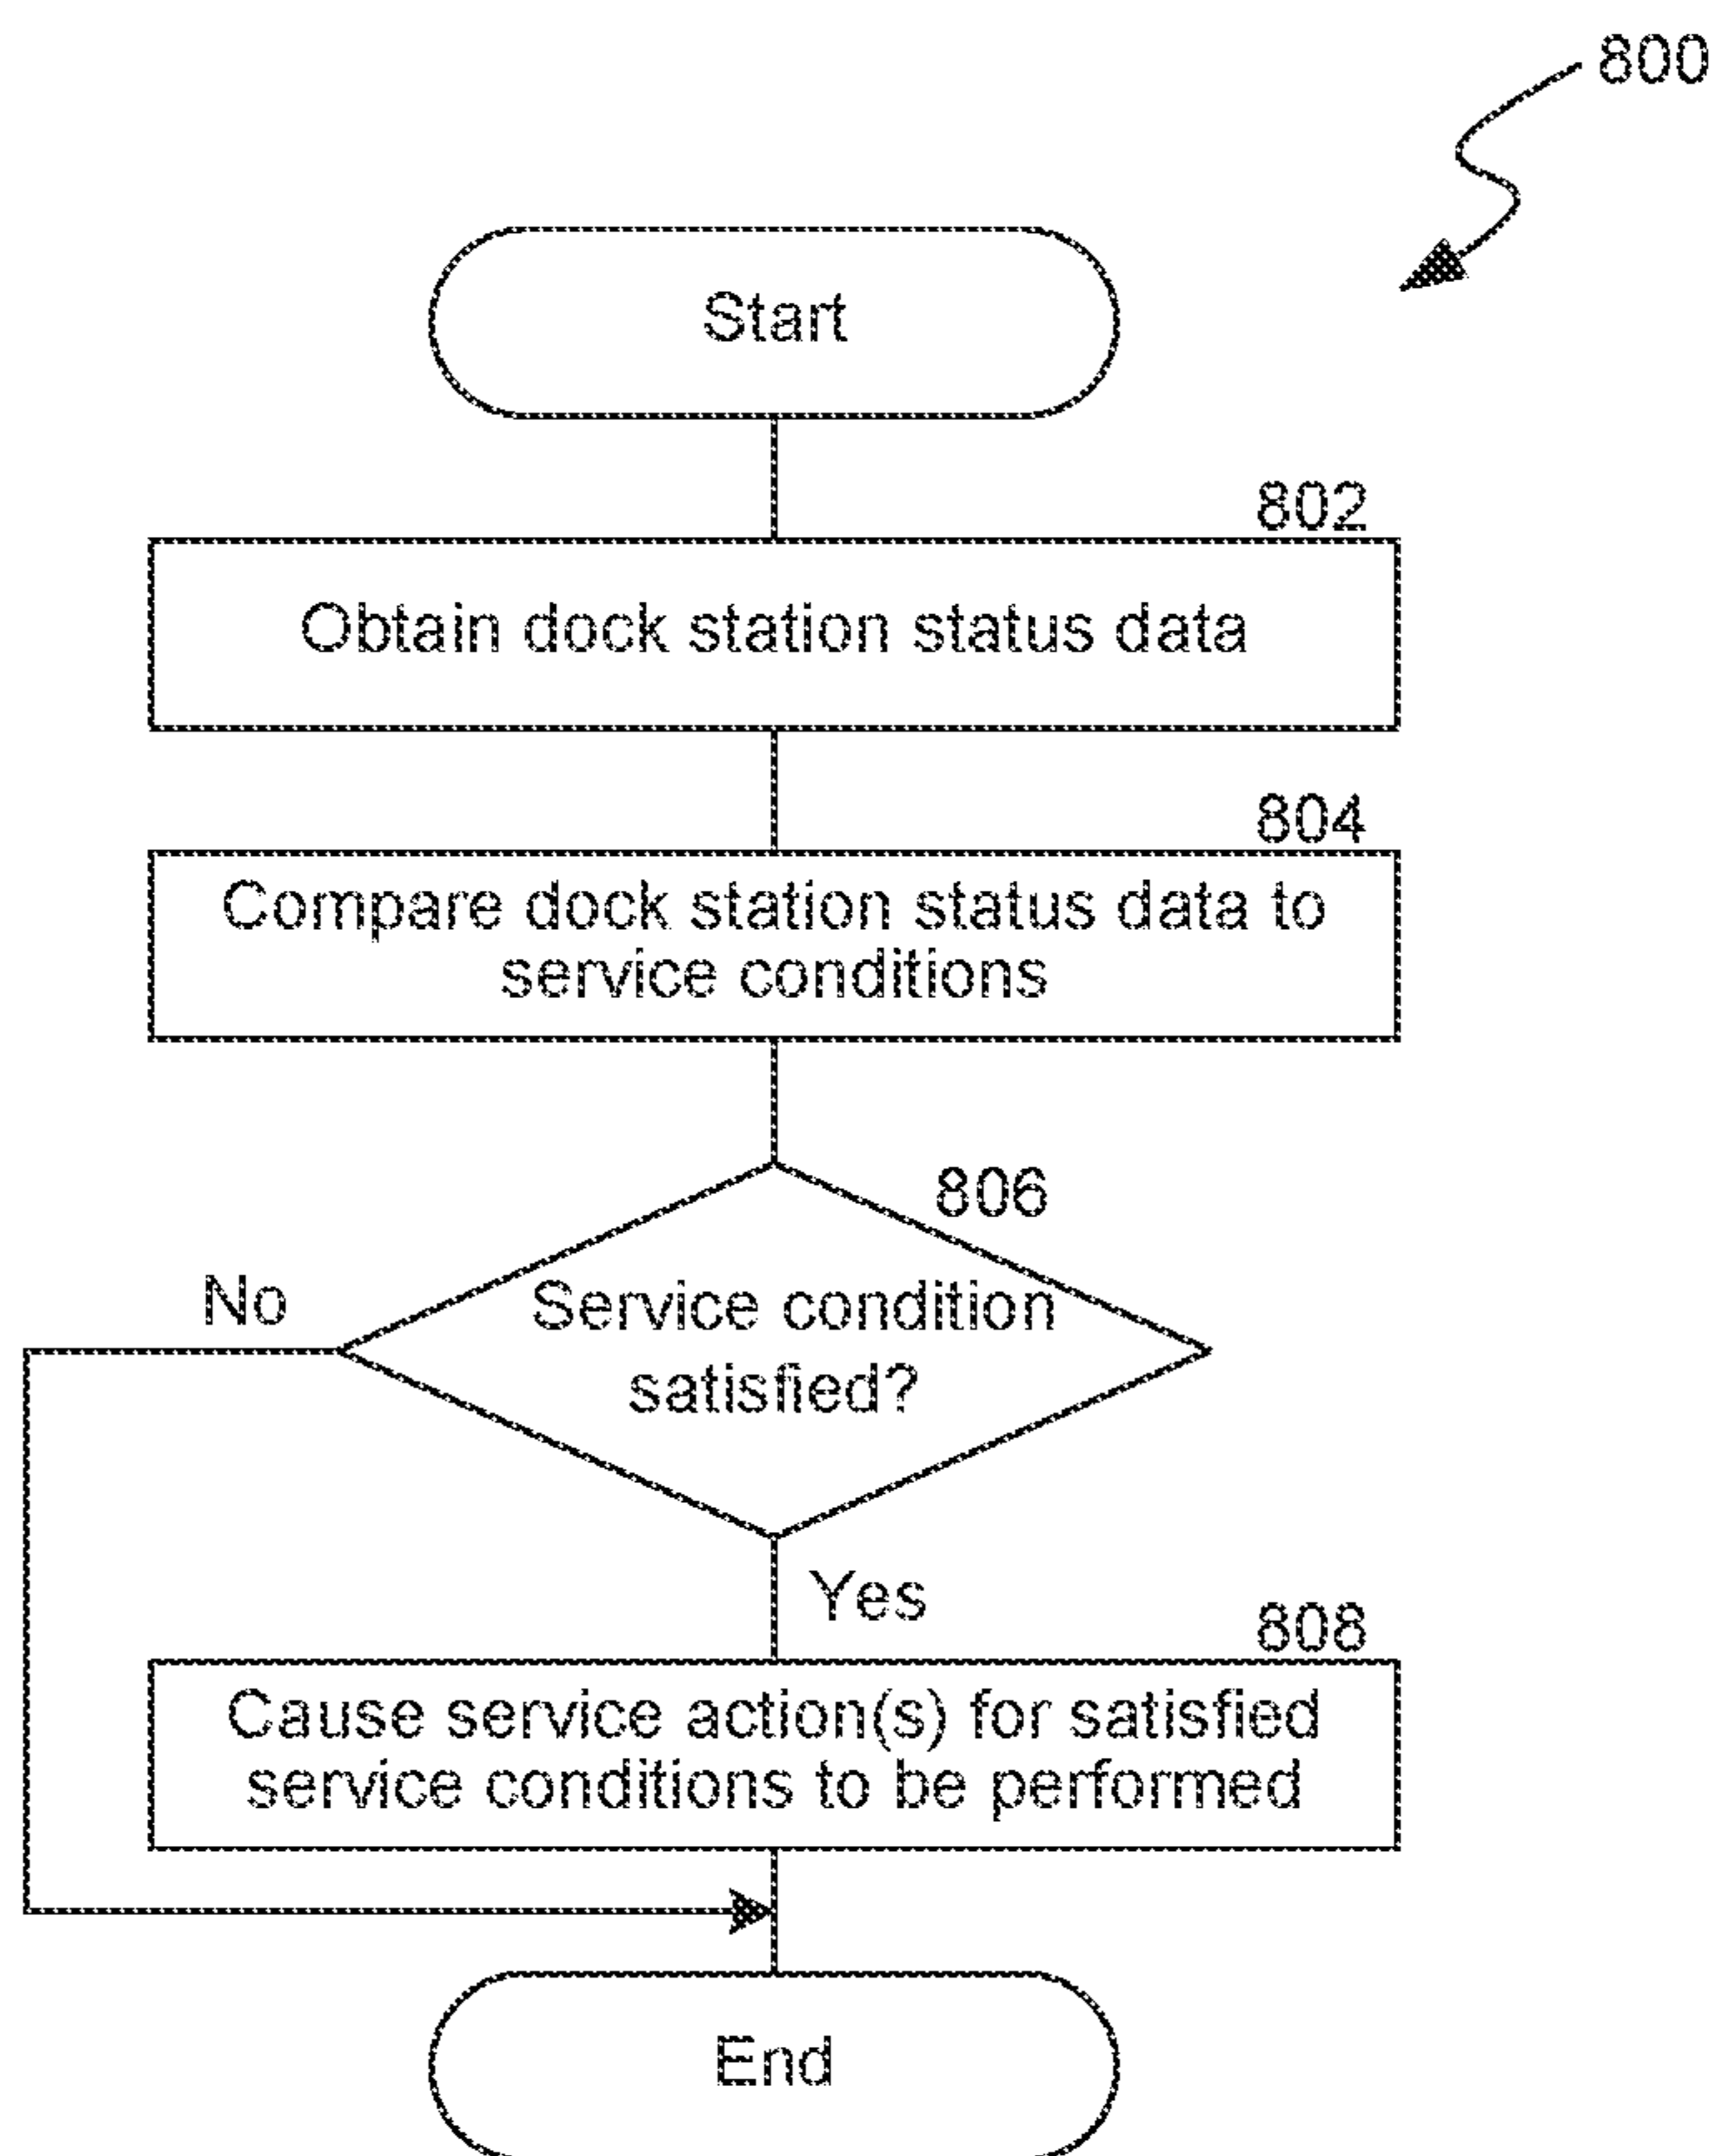 800
Start
802
Obtain dock station status data
804
Compare dock station status data to
service conditions
806
No
Service condition
satisfied?
Yes
808
Cause service action(s) for satisfied
service conditions to be performed
End